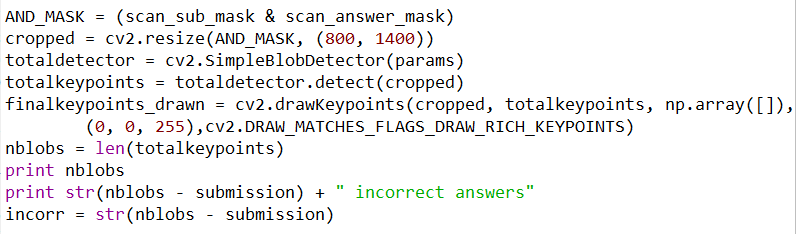 AND_MASK = (scan_sub_mask & scan_answer_mask)
cropped = cv2.resize(AND_MASK, (800, 1400))
totaldetector = cv2.SimpleBlobDetector(params)
totalkeypoints = totaldetector.detect(cropped)
finalkeypoints_drawn = cv2.drawKeypoints(cropped, totalkeypoints, np.array([]),
        (0, 0, 255),cv2.DRAW_MATCHES_FLAGS_DRAW_RICH_KEYPOINTS)
nblobs = len(totalkeypoints)
print nblobs
print str(nblobs - submission) + " incorrect answers"
incorr = str(nblobs - submission)